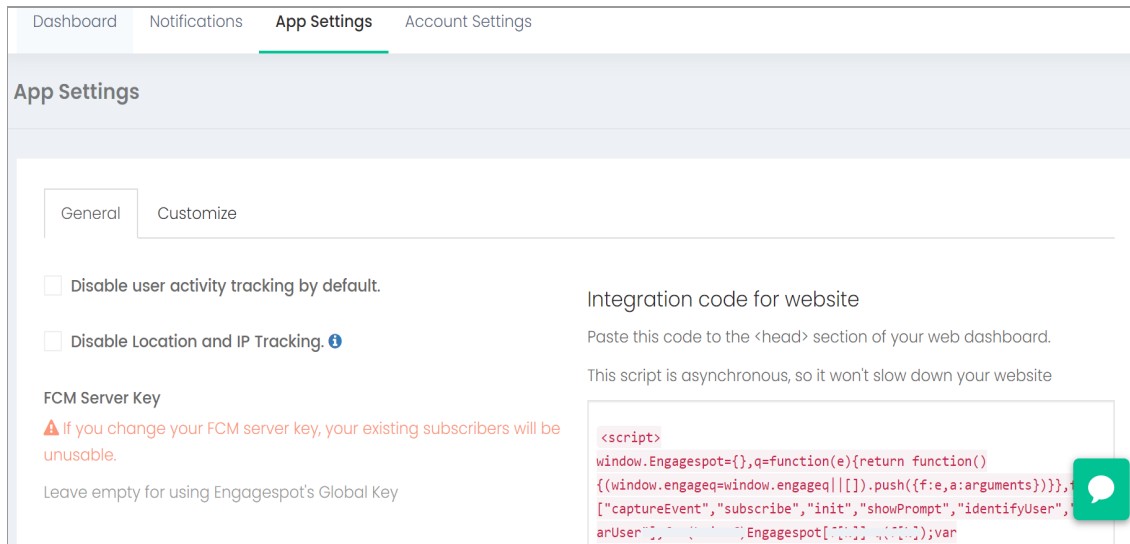 Dashboard Notifications App Settings Account Settings
App Settings
General Customize
Disable user activity tracking by default.
Disable Location and IP Tracking.
FCM Server Key
If you change your FCM server key, your existing subscribers will be
unusable.
Leave empty for using Engagespot's Global Key
Integration code for website
Paste this code to the <head> section of your web dashboard.
This script is asynchronous, so it won't slow down your website
<script>
window.Engagespot={},q=function(e){return function()
{(window.engageq=window.engageq||[]).push({f:e,a:arguments})}},
["captureEvent","subscribe","init","showPrompt","identifyUser","
arUser" Engagespot[ ;var